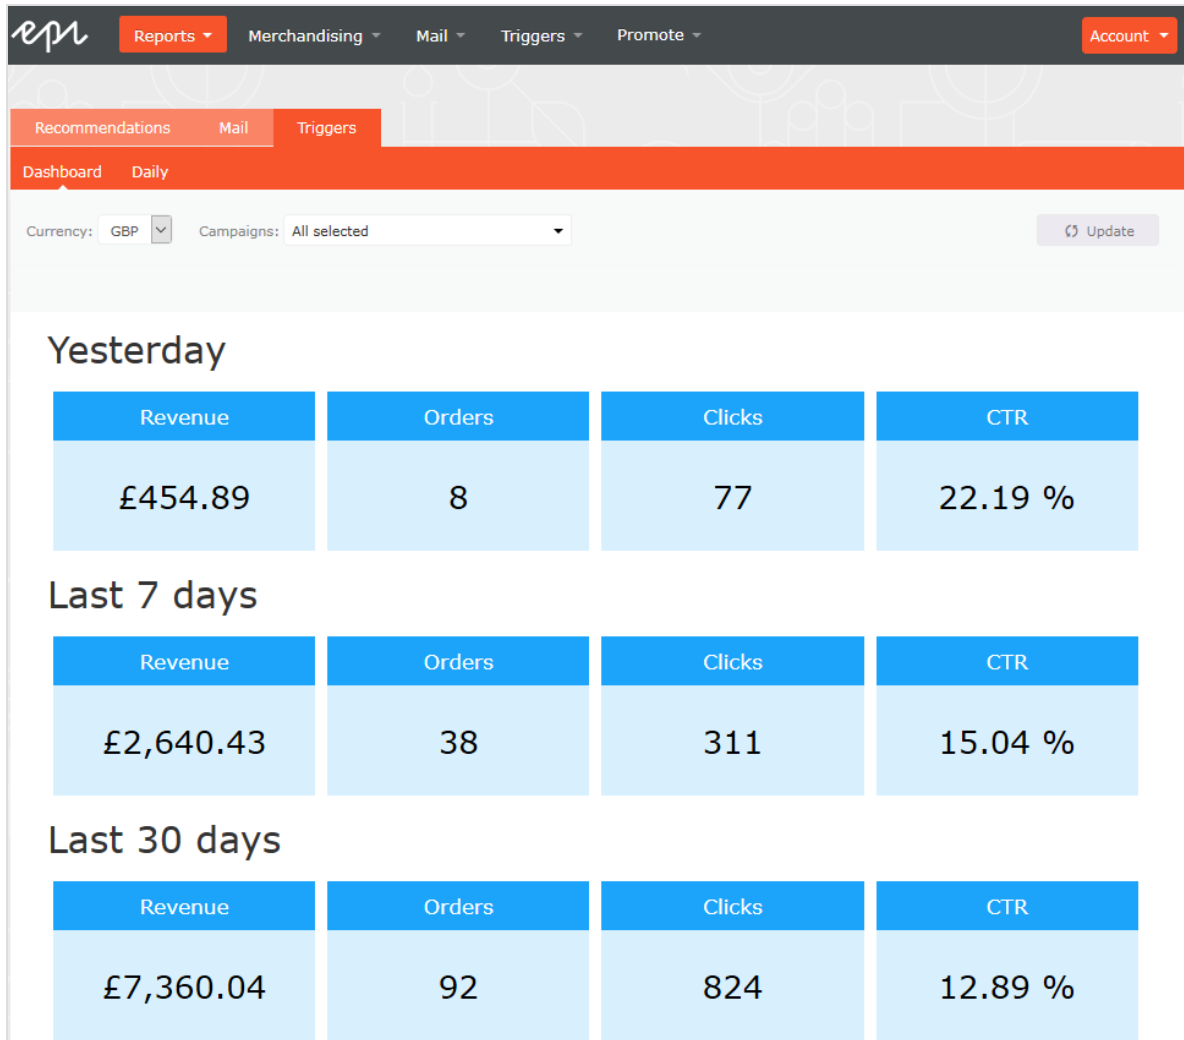 epi Reports Merchandising Mail Triggers Promote Account
Recommendations Mail Triggers
Dashboard Daily
Currency: GBP Campaigns: All selected Update
Yesterday
Revenue Orders Clicks CTR
£454.89 8 77 22.19 %
Last 7 days
Revenue Orders Clicks CTR
£2,640.43 38 311 15.04 %
Last 30 days
Revenue Orders Clicks CTR
£7,360.04 92 824 12.89 %